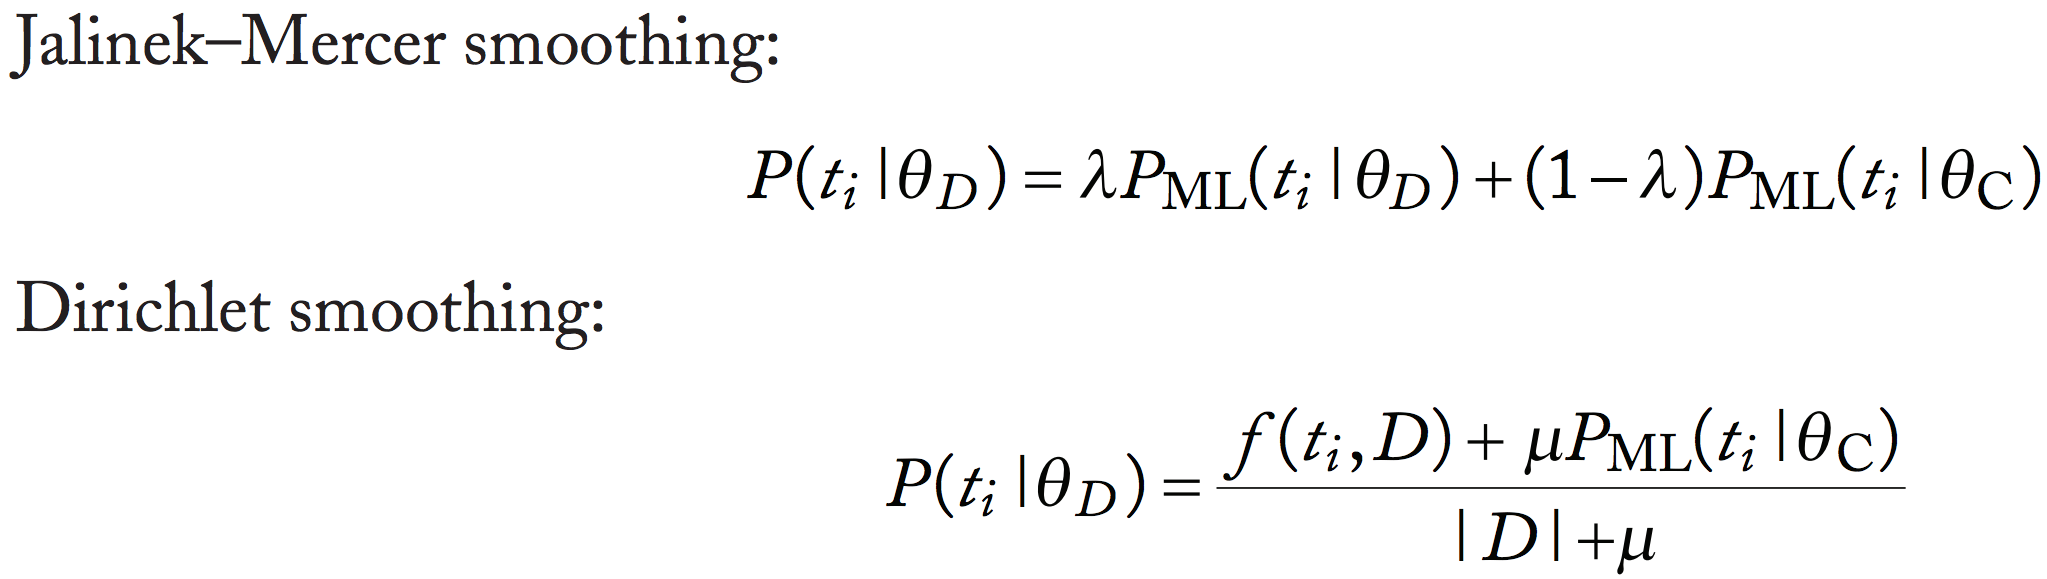 Jalinek–Mercer smoothing:
P(t_i|θ_D) = λP_ML(t_i|θ_D) + (1 − λ)P_ML(t_i|θ_C)
Dirichlet smoothing:
P(t_i|θ_D) = \frac{f(t_i, D) + μP_ML(t_i|θ_C)}{|D| + μ}